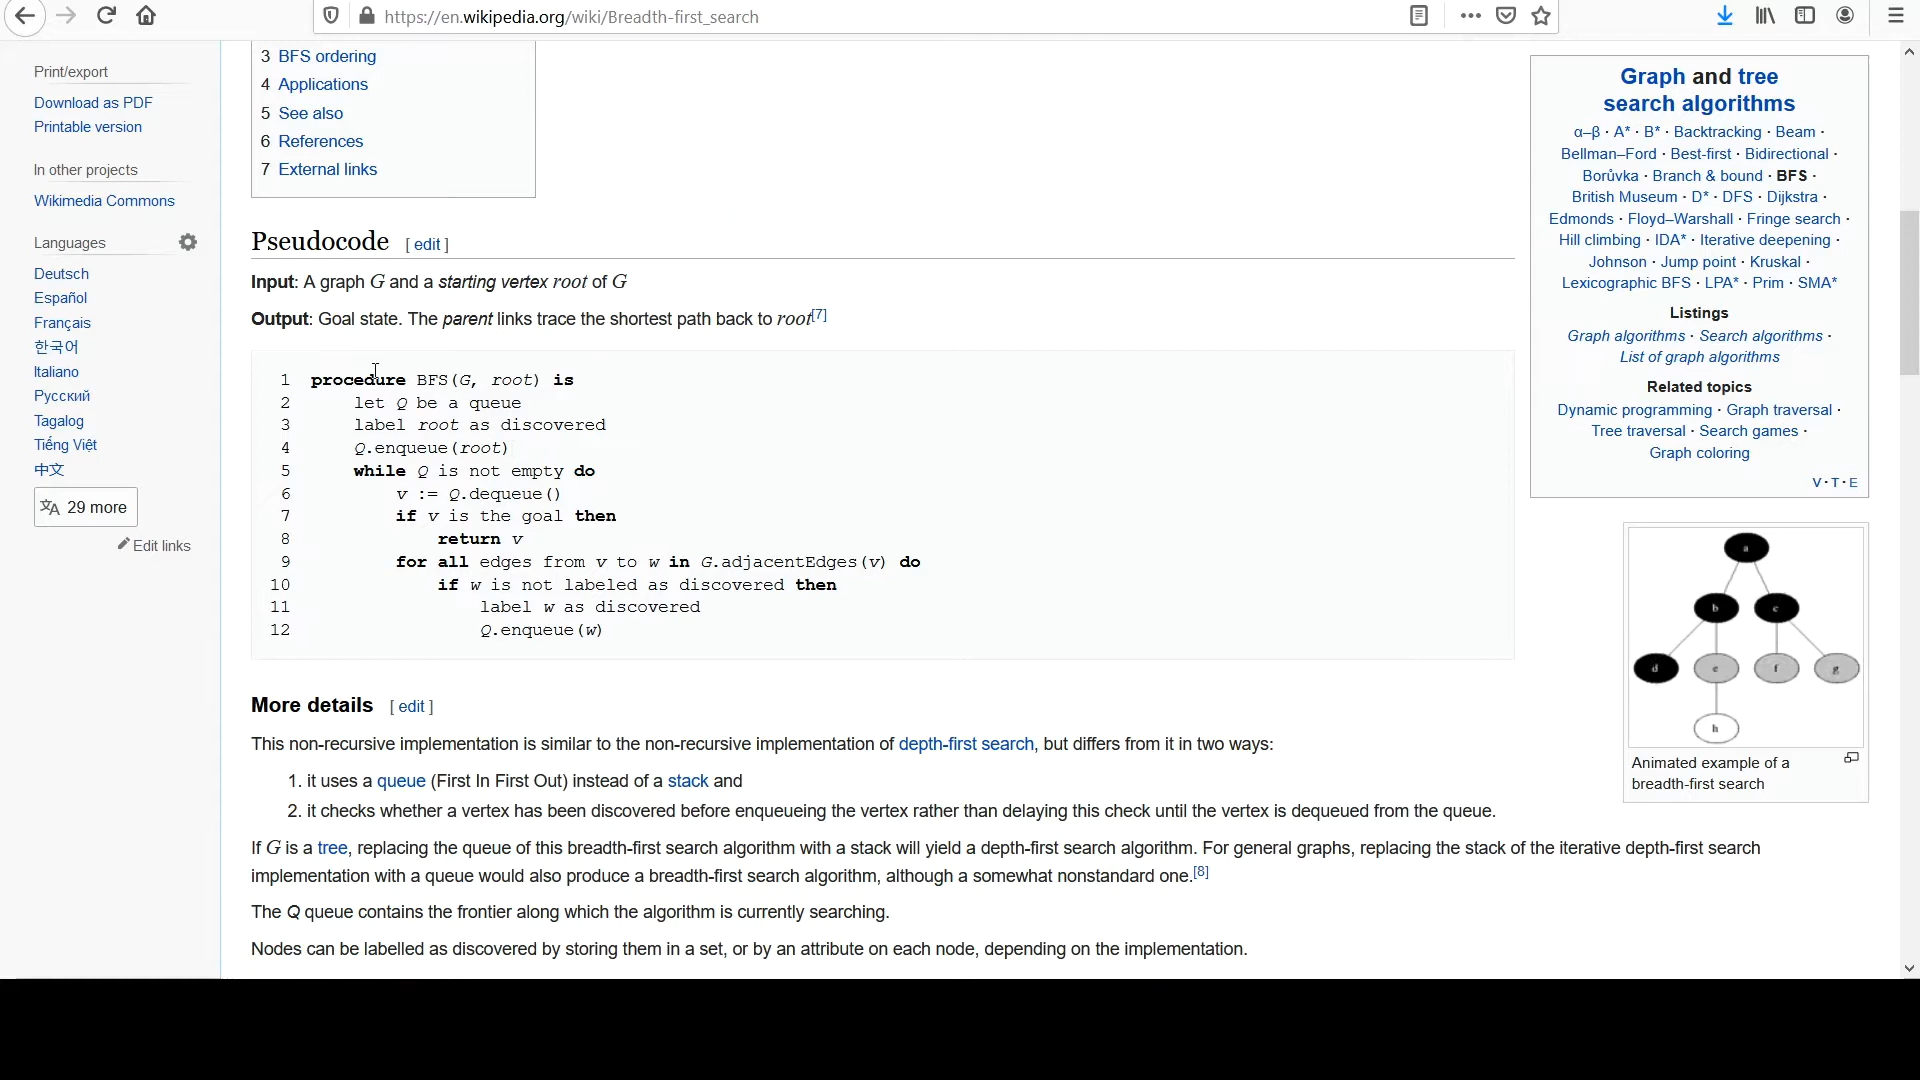 https://en.wikipedia.org/wiki/Breadth-first_search
Print/export
Download as PDF
Printable version
In other projects
Wikimedia Commons
Languages
Deutsch
Español
Français
한국어
Italiano
Русский
Tagalog
Tiếng Việt
中文
29 more
Edit links
3 BFS ordering
4 Applications
5 See also
6 References
7 External links
Pseudocode [ edit ]
Input: A graph G and a starting vertex root of G
Output: Goal state. The parent links trace the shortest path back to root[7]
1 procedure BFS(G, root) is
2 let Q be a queue
3 label root as discovered
4 Q.enqueue(root)
5 while Q is not empty do
6 v := Q.dequeue()
7 if v is the goal then
8 return v
9 for all edges from v to w in G.adjacentEdges(v) do
10 if w is not labeled as discovered then
11 label w as discovered
12 Q.enqueue(w)
More details [ edit ]
This non-recursive implementation is similar to the non-recursive implementation of depth-first search, but differs from it in two ways:
1. it uses a queue (First In First Out) instead of a stack and
2. it checks whether a vertex has been discovered before enqueueing the vertex rather than delaying this check until the vertex is dequeued from the queue.
If G is a tree, replacing the queue of this breadth-first search algorithm with a stack will yield a depth-first search algorithm. For general graphs, replacing the stack of the iterative depth-first search
implementation with a queue would also produce a breadth-first search algorithm, although a somewhat nonstandard one.[8]
The Q queue contains the frontier along which the algorithm is currently searching.
Nodes can be labelled as discovered by storing them in a set, or by an attribute on each node, depending on the implementation.
Graph and tree
search algorithms
α–β · A* · B* · Backtracking · Beam ·
Bellman–Ford · Best-first · Bidirectional ·
Borůvka · Branch & bound · BFS ·
British Museum · D* · DFS · Dijkstra ·
Edmonds · Floyd–Warshall · Fringe search ·
Hill climbing · IDA* · Iterative deepening ·
Johnson · Jump point · Kruskal ·
Lexicographic BFS · LPA* · Prim · SMA*
Listings
Graph algorithms · Search algorithms ·
List of graph algorithms
Related topics
Dynamic programming · Graph traversal ·
Tree traversal · Search games ·
Graph coloring
V · T · E
a
b c
d e f g
h
Animated example of a
breadth-first search